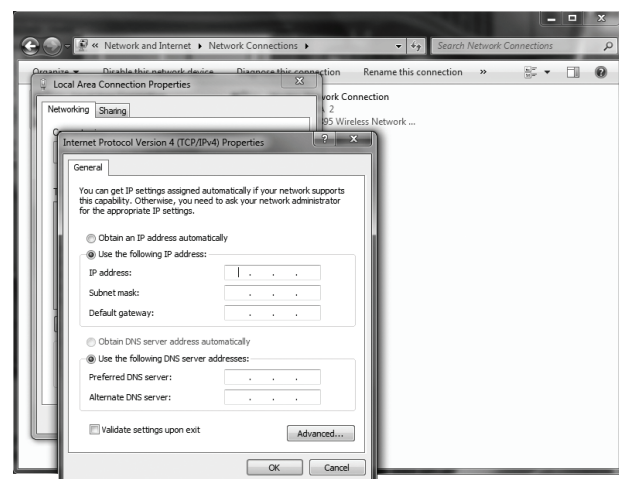 « Network and Internet ▸ Network Connections ▸
Search Network Connections
Organize ▾ Disable this network device Diagnose this connection Rename this connection »
Local Area Connection Properties
Networking Sharing
Network Connection
2
Wireless Network ...
Internet Protocol Version 4 (TCP/IPv4) Properties
General
You can get IP settings assigned automatically if your network supports
this capability. Otherwise, you need to ask your network administrator
for the appropriate IP settings.
Obtain an IP address automatically
Use the following IP address:
IP address:
Subnet mask:
Default gateway:
Obtain DNS server address automatically
Use the following DNS server addresses:
Preferred DNS server:
Alternate DNS server:
Validate settings upon exit
Advanced...
OK Cancel